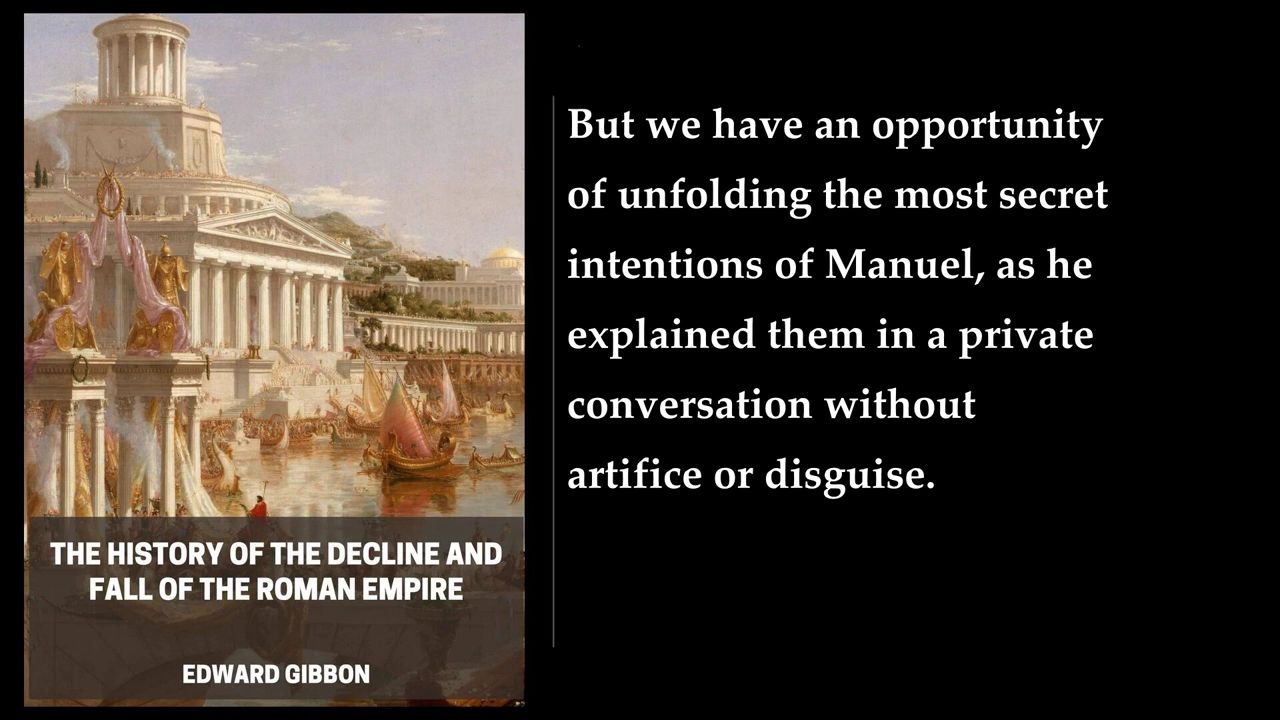 THE HISTORY OF THE DECLINE AND
FALL OF THE ROMAN EMPIRE
EDWARD GIBBON
But we have an opportunity
of unfolding the most secret
intentions of Manuel, as he
explained them in a private
conversation without
artifice or disguise.